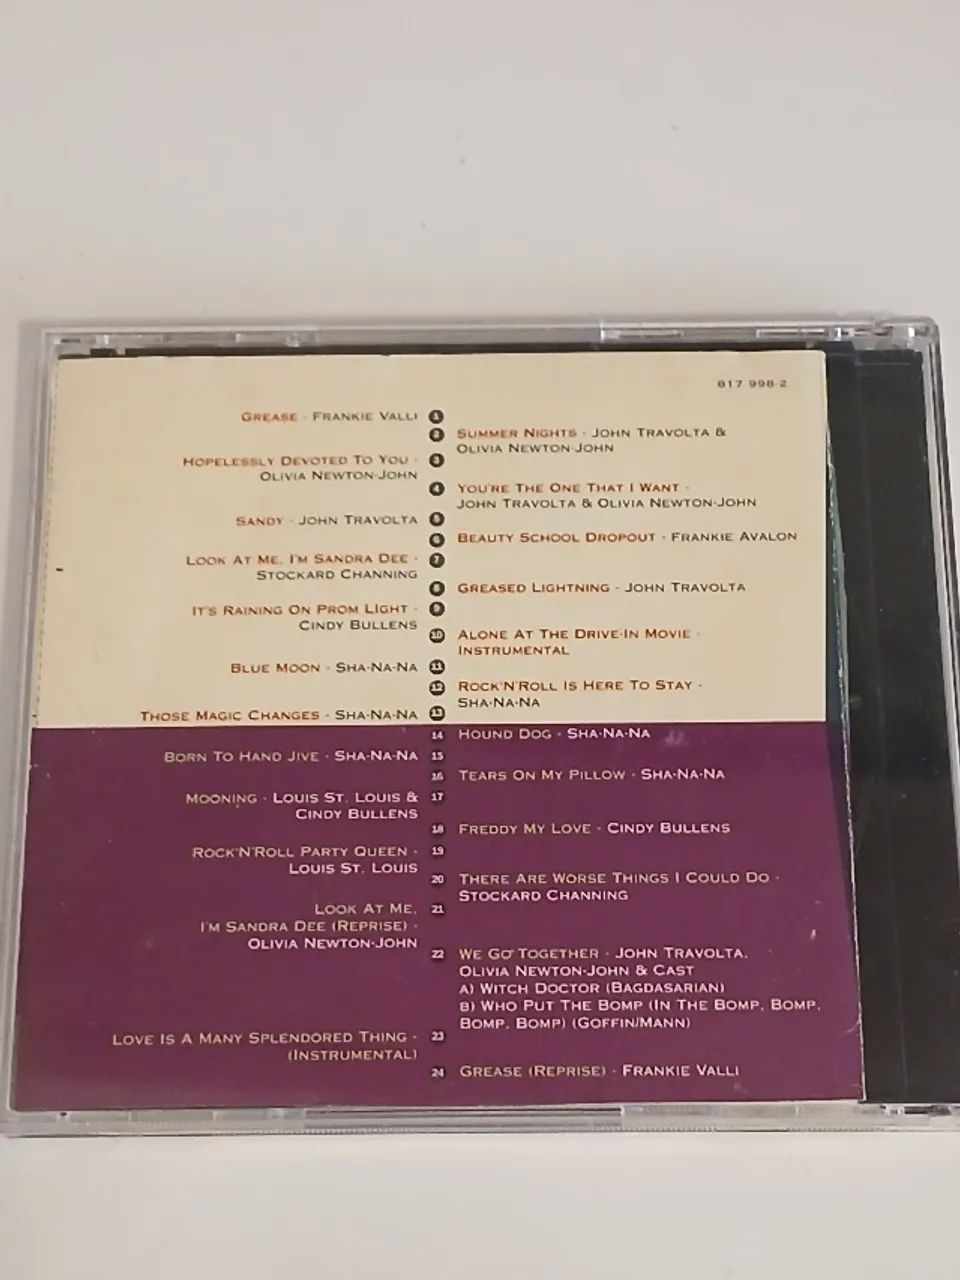 817 998-2
GREASE · FRANKIE VALLI 1
2 SUMMER NIGHTS · JOHN TRAVOLTA &
OLIVIA NEWTON-JOHN
HOPELESSLY DEVOTED TO YOU · 3
OLIVIA NEWTON-JOHN
4 YOU'RE THE ONE THAT I WANT ·
JOHN TRAVOLTA & OLIVIA NEWTON-JOHN
SANDY · JOHN TRAVOLTA 5
6 BEAUTY SCHOOL DROPOUT · FRANKIE AVALON
LOOK AT ME, I'M SANDRA DEE · 7
STOCKARD CHANNING
8 GREASED LIGHTNING · JOHN TRAVOLTA
IT'S RAINING ON PROM LIGHT · 9
CINDY BULLENS
10 ALONE AT THE DRIVE-IN MOVIE ·
INSTRUMENTAL
BLUE MOON · SHA-NA-NA 11
12 ROCK'N'ROLL IS HERE TO STAY ·
SHA-NA-NA
THOSE MAGIC CHANGES · SHA-NA-NA 13
14 HOUND DOG · SHA-NA-NA
BORN TO HAND JIVE · SHA-NA-NA 15
16 TEARS ON MY PILLOW · SHA-NA-NA
MOONING · LOUIS ST. LOUIS & 17
CINDY BULLENS
18 FREDDY MY LOVE · CINDY BULLENS
ROCK'N'ROLL PARTY QUEEN · 19
LOUIS ST. LOUIS
20 THERE ARE WORSE THINGS I COULD DO ·
STOCKARD CHANNING
LOOK AT ME, 21
I'M SANDRA DEE (REPRISE) ·
OLIVIA NEWTON-JOHN
22 WE GO TOGETHER · JOHN TRAVOLTA,
OLIVIA NEWTON-JOHN & CAST
A) WITCH DOCTOR (BAGDASARIAN)
B) WHO PUT THE BOMP (IN THE BOMP, BOMP,
BOMP, BOMP) (GOFFIN/MANN)
LOVE IS A MANY SPLENDORED THING · 23
(INSTRUMENTAL)
24 GREASE (REPRISE) · FRANKIE VALLI